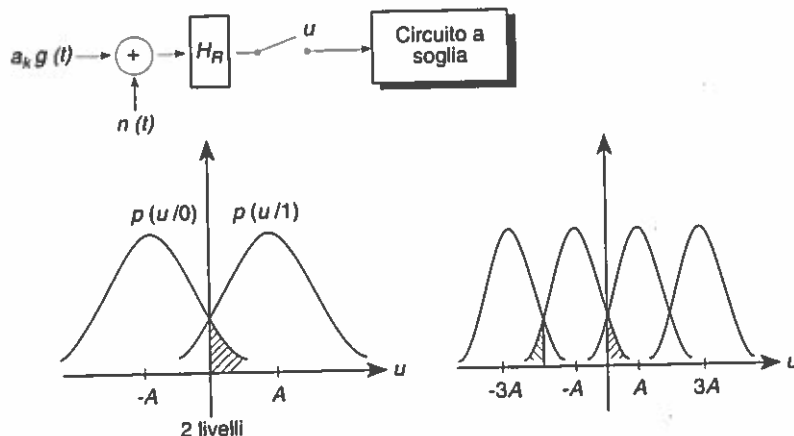 u
Circuito a
soglia
a_k g (t)
+
H_R
n (t)
p (u/0)
p (u/1)
-A
A
u
2 livelli
-3A
-A
A
3A
u